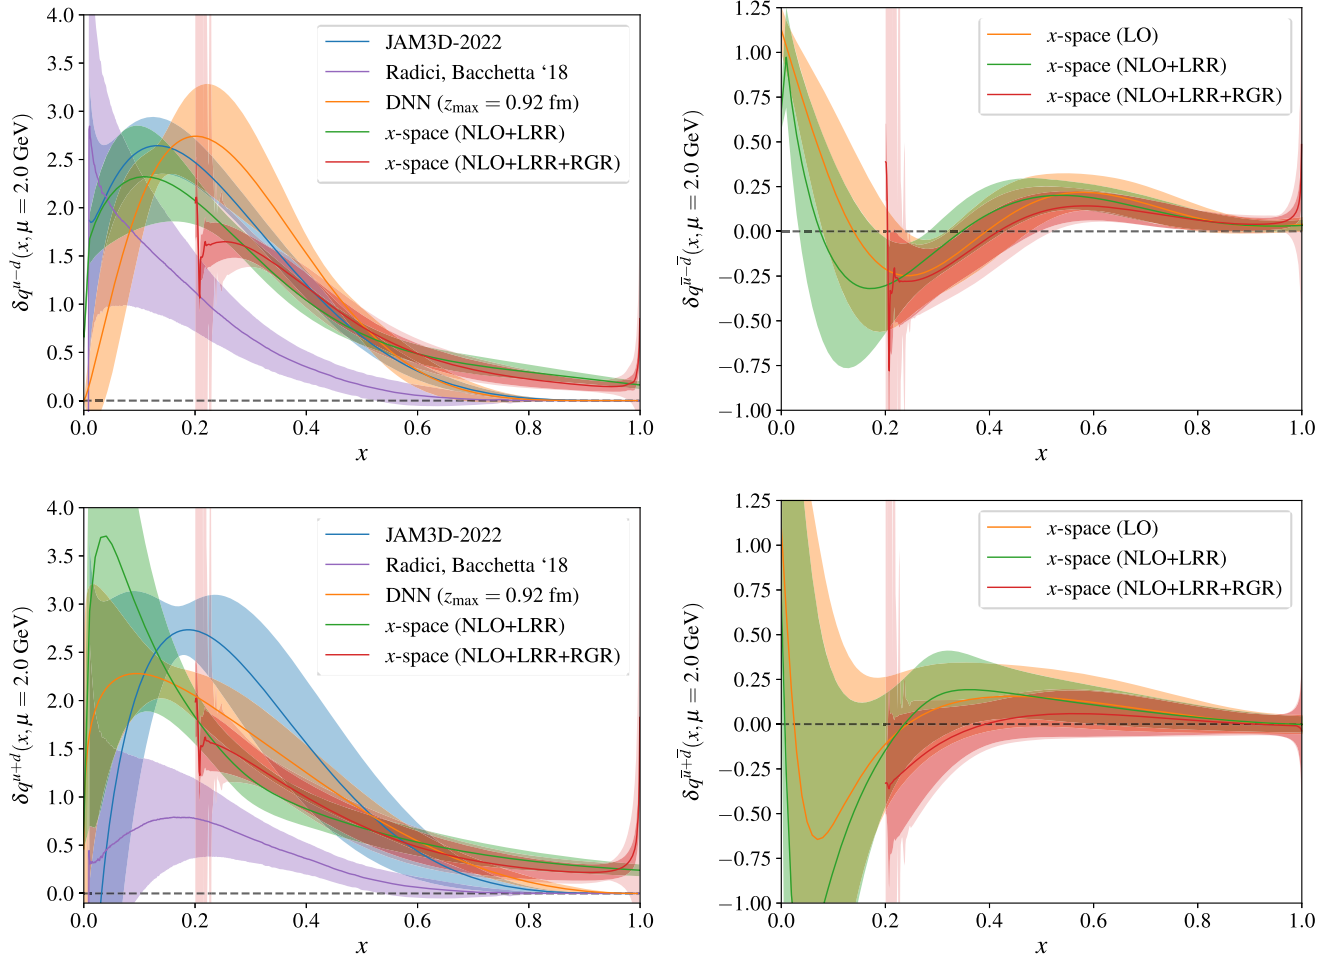 4.0
3.5
3.0
2.5
2.0
1.5
1.0
0.5
0.0
0.0 0.2 0.4 0.6 0.8 1.0
x
δq^{u−d}(x, μ = 2.0 GeV)
JAM3D-2022
Radici, Bacchetta ‘18
DNN (z_{max} = 0.92 fm)
x-space (NLO+LRR)
x-space (NLO+LRR+RGR)
1.25
1.00
0.75
0.50
0.25
0.00
−0.25
−0.50
−0.75
−1.00
0.0 0.2 0.4 0.6 0.8 1.0
x
δq^{u̅−d̅}(x, μ = 2.0 GeV)
x-space (LO)
x-space (NLO+LRR)
x-space (NLO+LRR+RGR)
4.0
3.5
3.0
2.5
2.0
1.5
1.0
0.5
0.0
0.0 0.2 0.4 0.6 0.8 1.0
x
δq^{u+d}(x, μ = 2.0 GeV)
JAM3D-2022
Radici, Bacchetta ‘18
DNN (z_{max} = 0.92 fm)
x-space (NLO+LRR)
x-space (NLO+LRR+RGR)
1.25
1.00
0.75
0.50
0.25
0.00
−0.25
−0.50
−0.75
−1.00
0.0 0.2 0.4 0.6 0.8 1.0
x
δq^{u̅+d̅}(x, μ = 2.0 GeV)
x-space (LO)
x-space (NLO+LRR)
x-space (NLO+LRR+RGR)